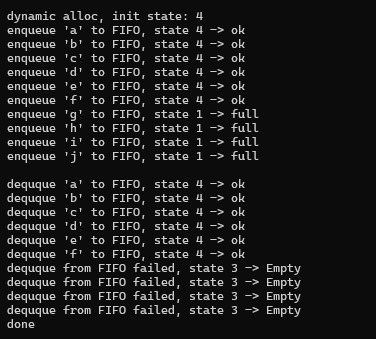 dynamic alloc, init state: 4
enqueue 'a' to FIFO, state 4 -> ok
enqueue 'b' to FIFO, state 4 -> ok
enqueue 'c' to FIFO, state 4 -> ok
enqueue 'd' to FIFO, state 4 -> ok
enqueue 'e' to FIFO, state 4 -> ok
enqueue 'f' to FIFO, state 4 -> ok
enqueue 'g' to FIFO, state 1 -> full
enqueue 'h' to FIFO, state 1 -> full
enqueue 'i' to FIFO, state 1 -> full
enqueue 'j' to FIFO, state 1 -> full

dequque 'a' to FIFO, state 4 -> ok
dequque 'b' to FIFO, state 4 -> ok
dequque 'c' to FIFO, state 4 -> ok
dequque 'd' to FIFO, state 4 -> ok
dequque 'e' to FIFO, state 4 -> ok
dequque 'f' to FIFO, state 4 -> ok
dequque from FIFO failed, state 3 -> Empty
dequque from FIFO failed, state 3 -> Empty
dequque from FIFO failed, state 3 -> Empty
dequque from FIFO failed, state 3 -> Empty
done